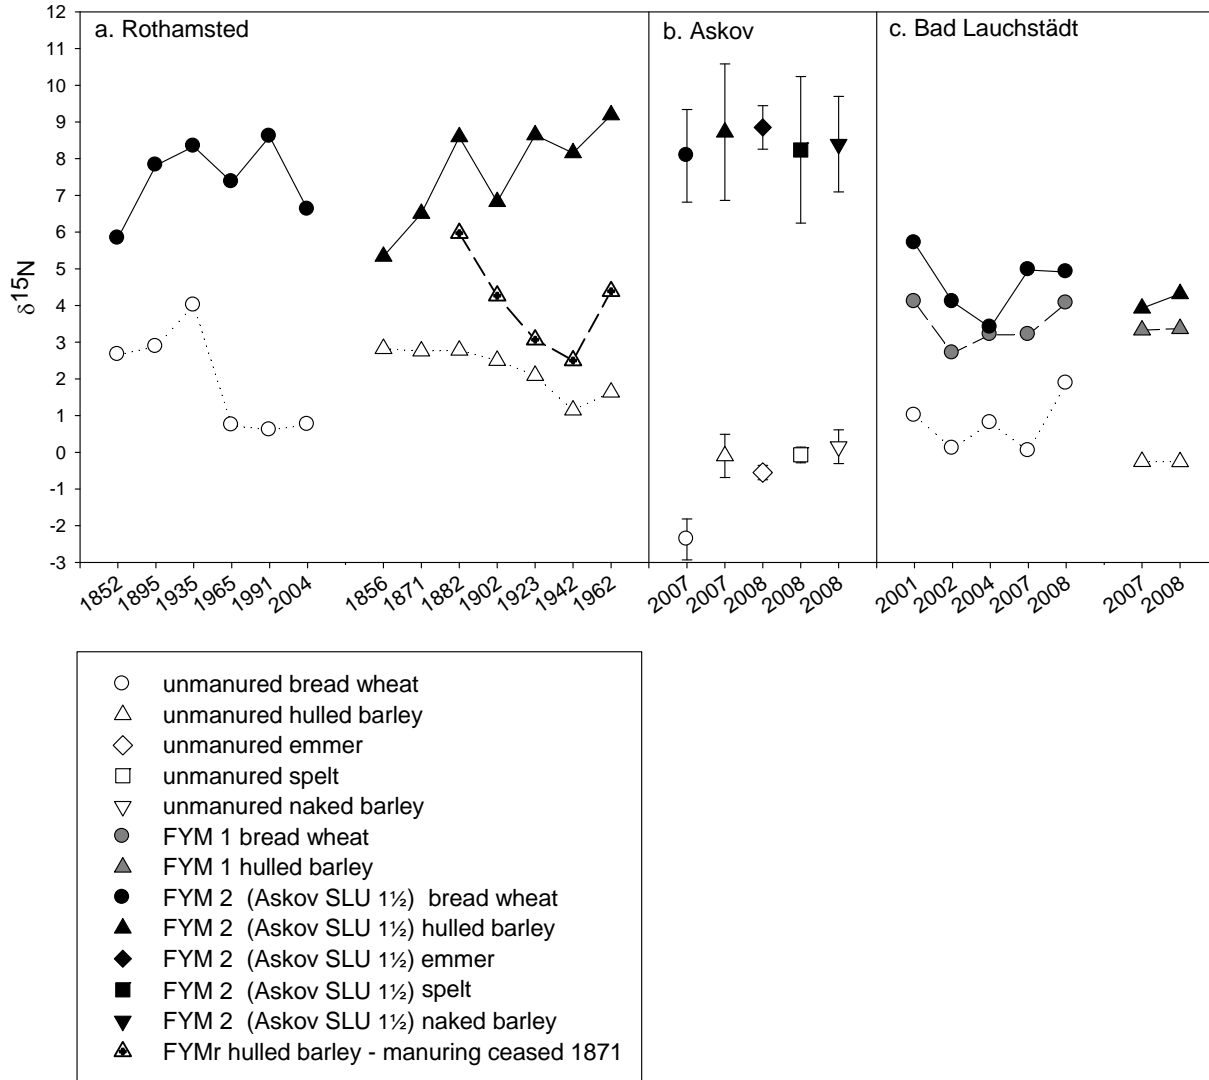 a. Rothamsted
b. Askov
c. Bad Lauchstädt
12
11
10
9
8
7
6
5
4
3
2
1
0
-1
-2
-3
δ15N
1852 1895 1935 1965 1991 2004 1856 1871 1882 1902 1923 1942 1962 2007 2007 2008 2008 2008 2001 2002 2004 2007 2008 2007 2008
unmanured bread wheat
unmanured hulled barley
unmanured emmer
unmanured spelt
unmanured naked barley
FYM 1 bread wheat
FYM 1 hulled barley
FYM 2 (Askov SLU 1½) bread wheat
FYM 2 (Askov SLU 1½) hulled barley
FYM 2 (Askov SLU 1½) emmer
FYM 2 (Askov SLU 1½) spelt
FYM 2 (Askov SLU 1½) naked barley
FYMr hulled barley - manuring ceased 1871